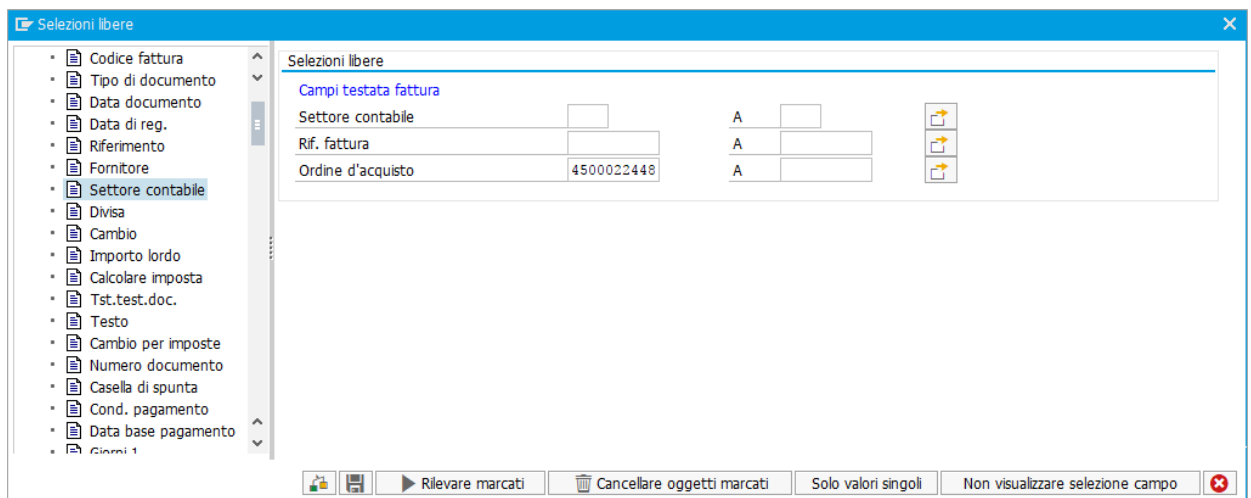 Selezioni libere
Codice fattura
Tipo di documento
Data documento
Data di reg.
Riferimento
Fornitore
Settore contabile
Divisa
Cambio
Importo lordo
Calcolare imposta
Tst.test.doc.
Testo
Cambio per imposte
Numero documento
Casella di spunta
Cond. pagamento
Data base pagamento
Giorni 1
Selezioni libere
Campi testata fattura
Settore contabile A
Rif. fattura A
Ordine d'acquisto 4500022448 A
Rilevare marcati Cancellare oggetti marcati Solo valori singoli Non visualizzare selezione campo